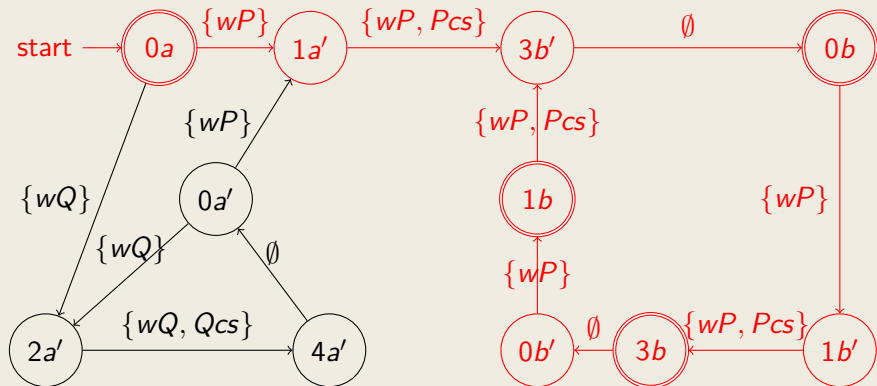 start 0a {wP} 1a′ {wP, Pcs} 3b′ ∅ 0b
{wP} {wP, Pcs}
{wQ} 0a′ 1b {wP}
{wQ} ∅ {wP}
{wQ, Qcs} ∅ {wP, Pcs}
2a′ 4a′ 0b′ 3b 1b′